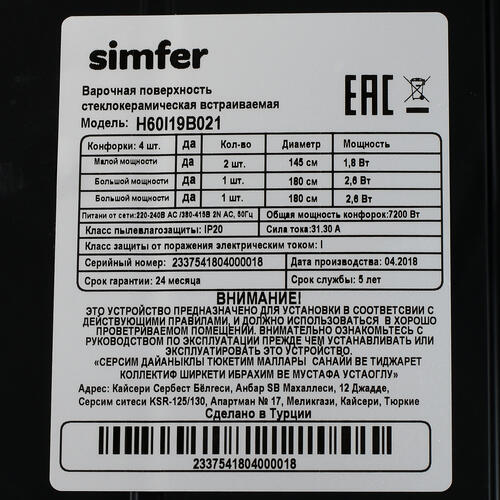 simfer
Варочная поверхность
стеклокерамическая встраиваемая
Модель: H60I19B021
EAC
Конфорки: 4 шт. да Кол-во Диаметр Мощность
Малой мощности да 2 шт. 145 см 1,8 Вт
Большой мощности да 1 шт. 180 см 2,6 Вт
Большой мощности да 1 шт. 180 см 2,6 Вт
Питани от сети:220-240В AC /380-415В 2N AC, 50Гц Общая мощность конфорок:7200 Вт
Класс пылевлагозащиты: IP20 Сила тока:31.30 А
Класс защиты от поражения электрическим током: I
Серийный номер: 2337541804000018 Дата производства: 04.2018
Срок гарантии: 24 месяца Срок службы: 5 лет
ВНИМАНИЕ!
ЭТО УСТРОЙСТВО ПРЕДНАЗНАЧЕНО ДЛЯ УСТАНОВКИ В СООТВЕТСВИИ С
ДЕЙСТВУЮЩИМИ ПРАВИЛАМИ, И ДОЛЖНО ИСПОЛЬЗОВАТЬСЯ В ХОРОШО
ПРОВЕТРИВАЕМОМ ПОМЕЩЕНИИ. ВНИМАТЕЛЬНО ОЗНАКОМЬТЕСЬ С
РУКОВОДСТВОМ ПО ЭКСПЛУАТАЦИИ ПРЕЖДЕ ЧЕМ УСТАНАВЛИВАТЬ ИЛИ
ЭКСПЛУАТИРОВАТЬ ЭТО УСТРОЙСТВО.
«СЕРСИМ ДАЙАНЫКЛЫ ТЮКЕТИМ МАЛЛАРЫ САНАЙИ ВЕ ТИДЖАРЕТ
КОЛЛЕКТИФ ШИРКЕТИ ИБРАХИМ ВЕ МУСТАФА УСТАОГЛУ»
Адрес: Кайсери Сербест Бёлгеси, Анбар SB Махаллеси, 12 Джадде,
Серсим ситеси KSR-125/130, Апартман № 17, Меликгази, Кайсери, Тюркие
Сделано в Турции
2337541804000018